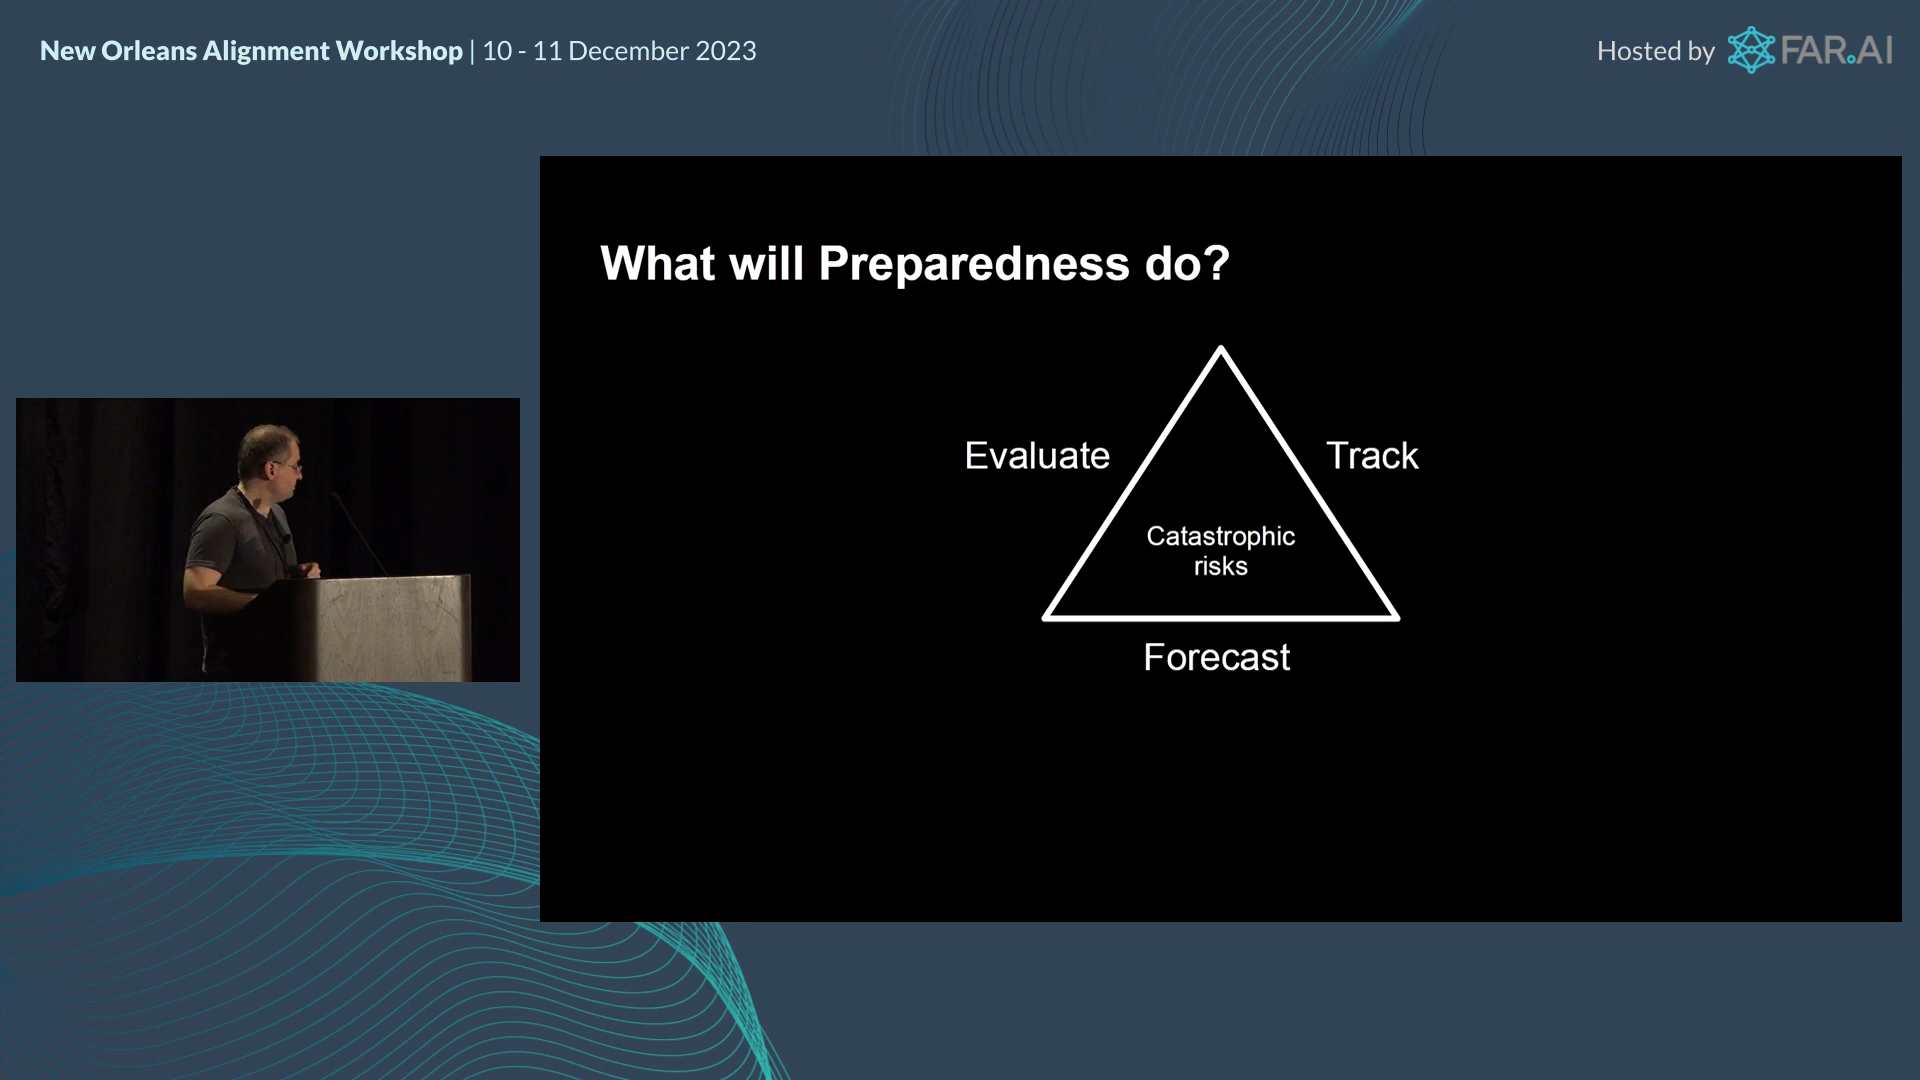 New Orleans Alignment Workshop | 10 - 11 December 2023
Hosted by FAR.AI
What will Preparedness do?
Evaluate
Track
Catastrophic
risks
Forecast